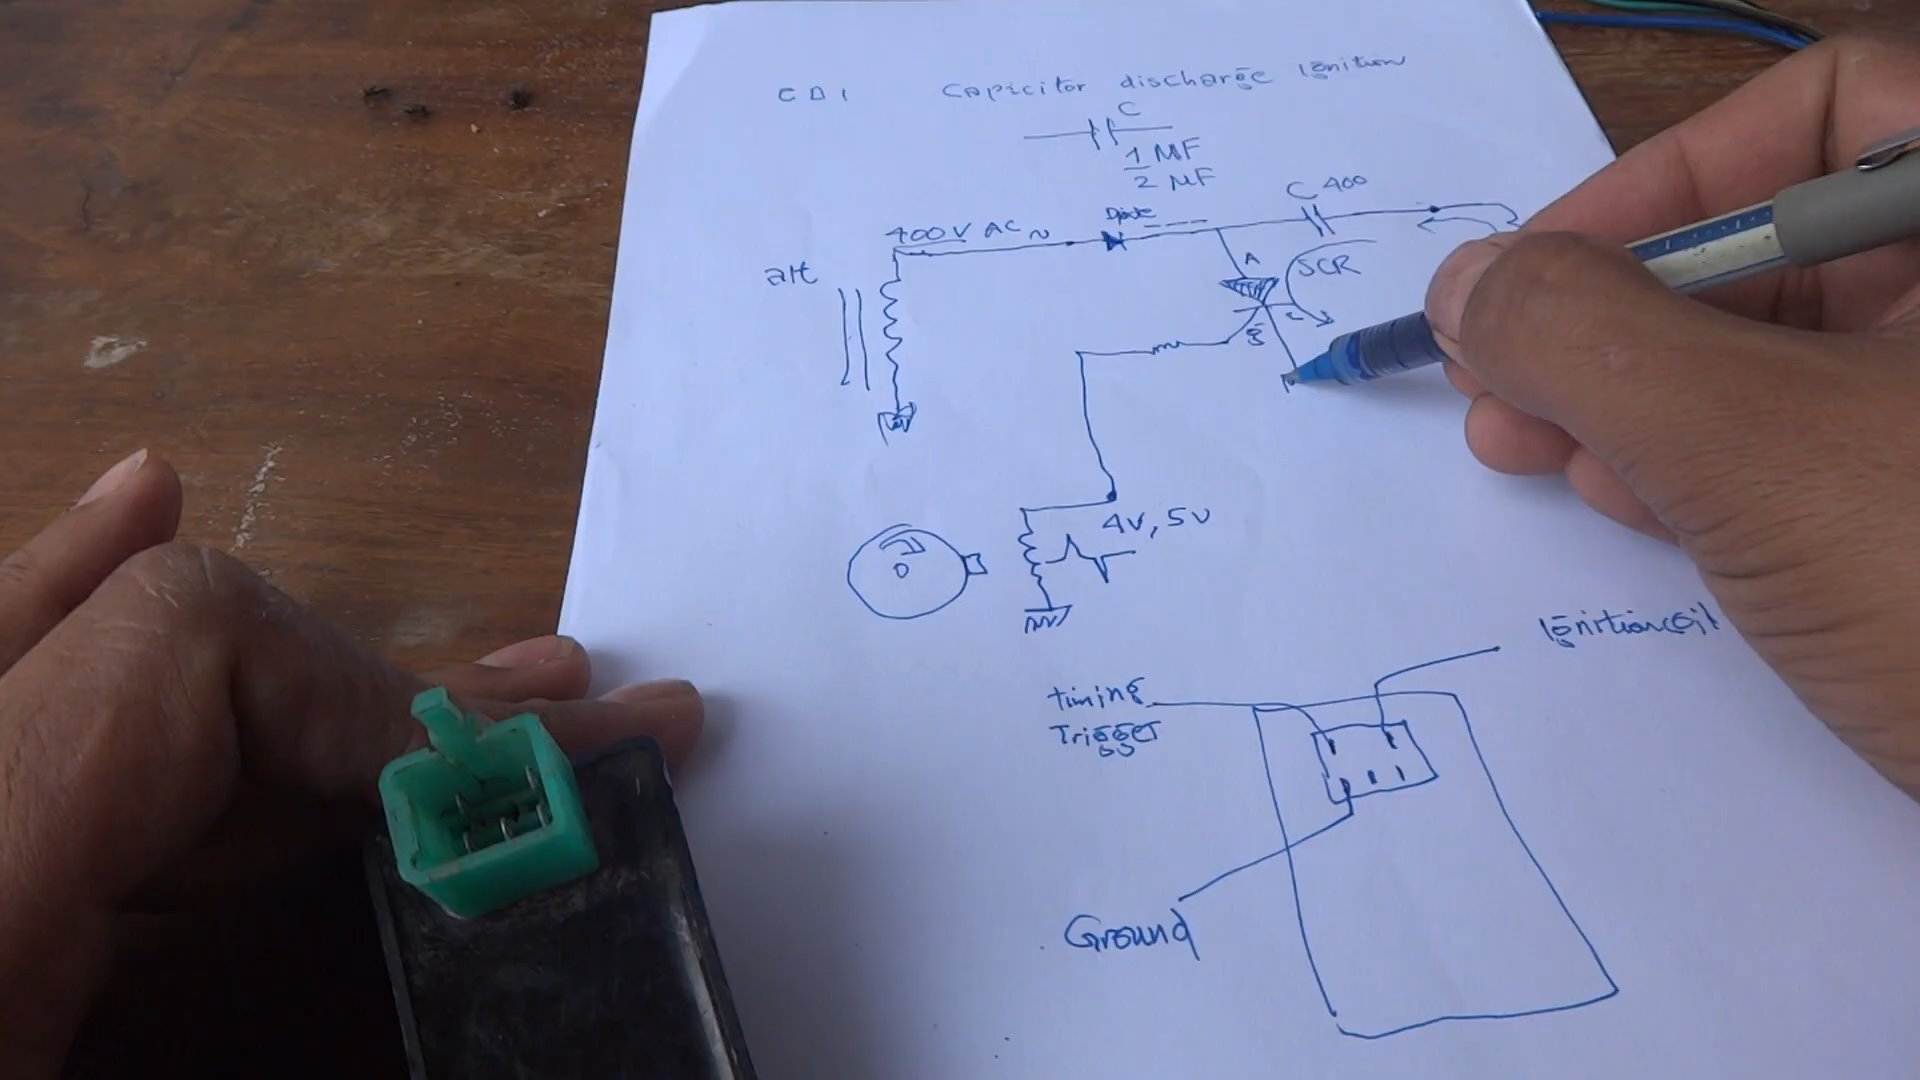 CDI Capicitor discharge Ignition
C
1 MF
2 MF
C 400
Diode
400V AC ~
alt
A
SCR
g
4V, 5V
Ignition coil
timing
Trigger
Ground